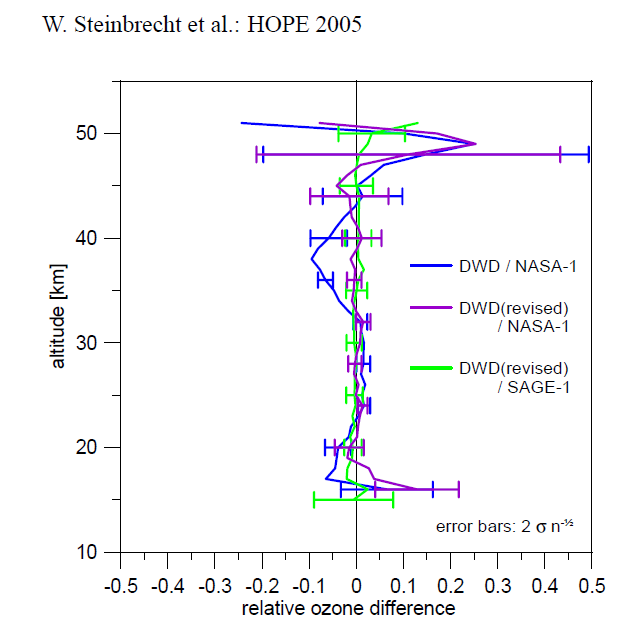 W. Steinbrecht et al.: HOPE 2005
50
40
30
20
10
altitude [km]
DWD / NASA-1
DWD(revised)
/ NASA-1
DWD(revised)
/ SAGE-1
error bars: 2 σ n⁻½
-0.5 -0.4 -0.3 -0.2 -0.1 0 0.1 0.2 0.3 0.4 0.5
relative ozone difference